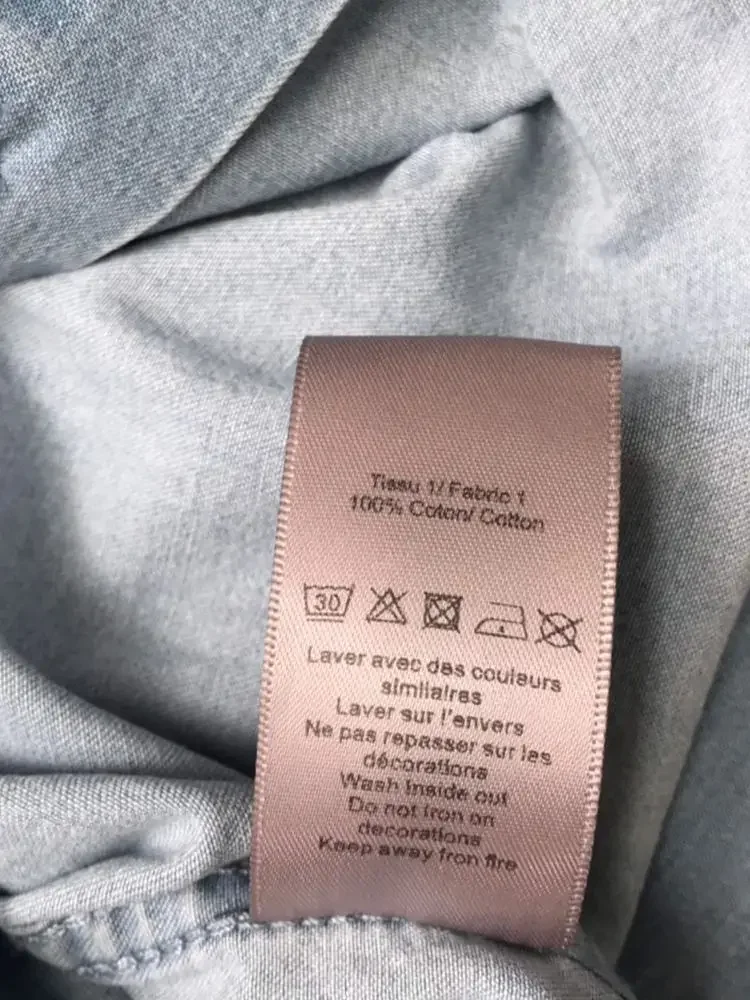 Tissu 1/ Fabric 1
100% Coton/ Cotton
30
Laver avec des couleurs
similiaires
Laver sur l'envers
Ne pas repasser sur les
décorations
Wash inside out
Do not iron on
decorations
Keep away fron fire